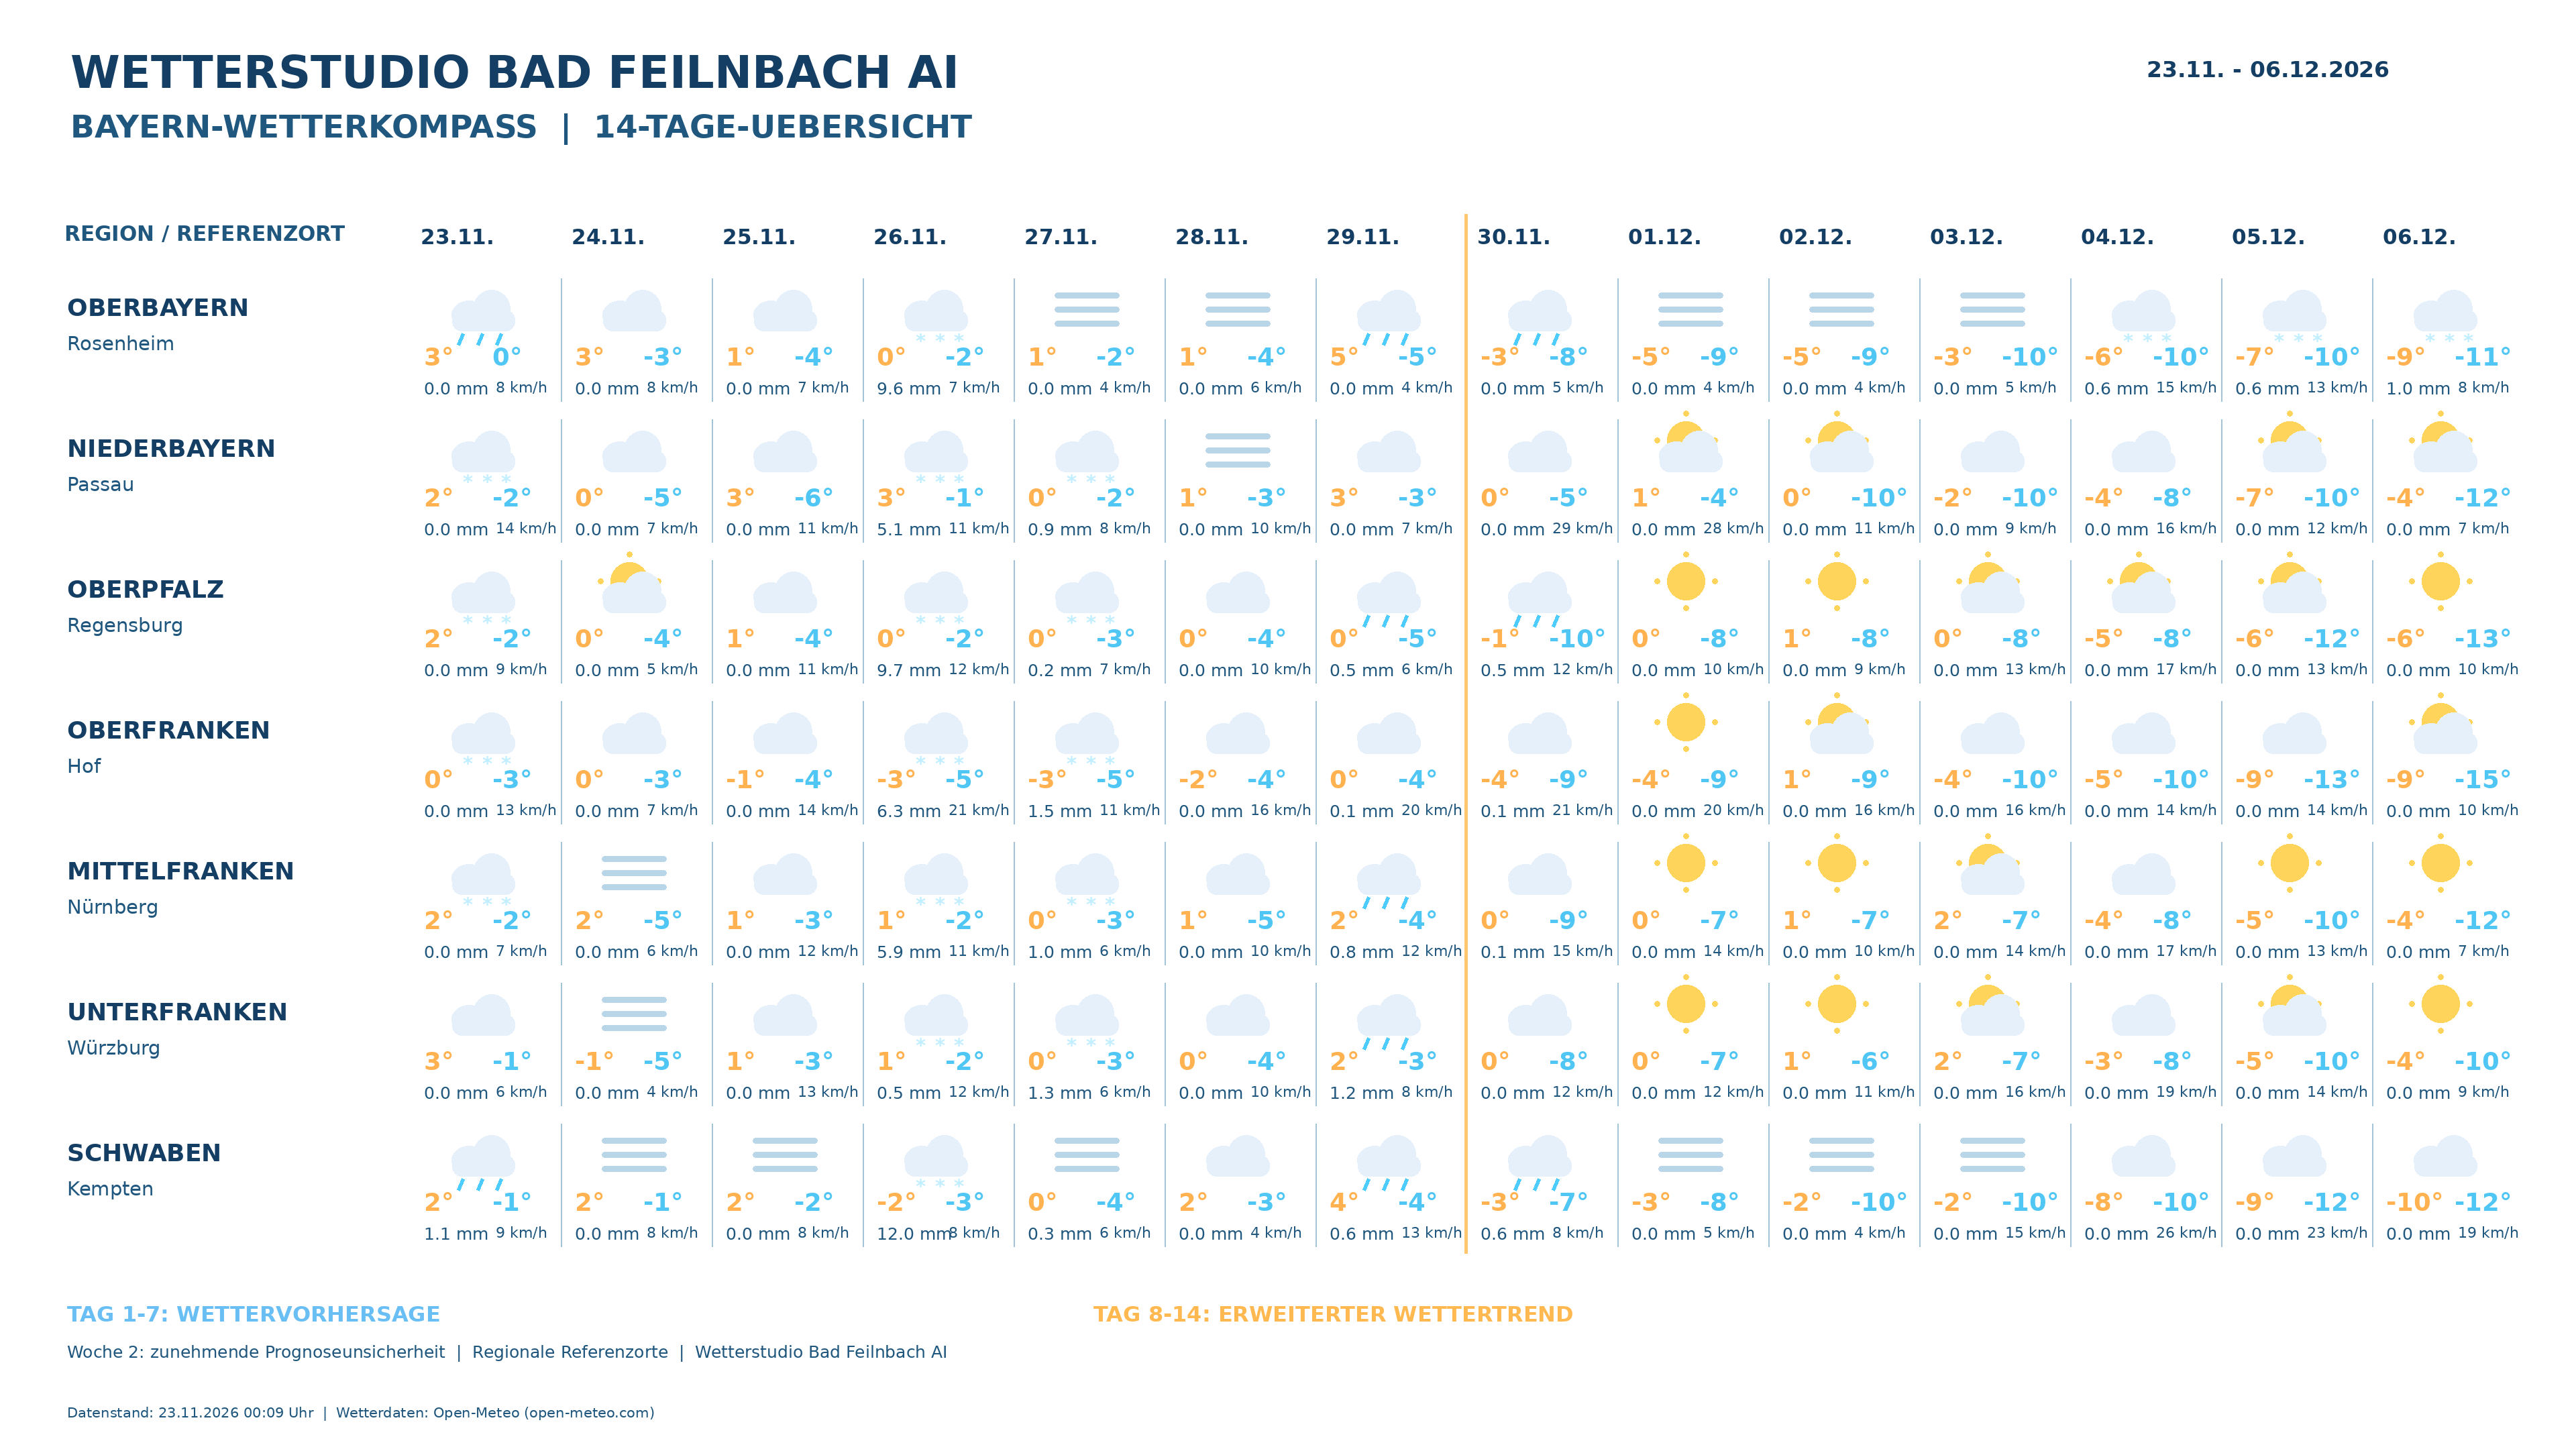 WETTERSTUDIO BAD FEILNBACH AI
23.11. - 06.12.2026
BAYERN-WETTERKOMPASS | 14-TAGE-UEBERSICHT
REGION / REFERENZORT 23.11. 24.11. 25.11. 26.11. 27.11. 28.11. 29.11. 30.11. 01.12. 02.12. 03.12. 04.12. 05.12. 06.12.
OBERBAYERN
Rosenheim
3° 0° 3° -3° 1° -4° 0° -2° 1° -2° 1° -4° 5° -5° -3° -8° -5° -9° -5° -9° -3° -10° -6° -10° -7° -10° -9° -11°
0.0 mm 8 km/h 0.0 mm 8 km/h 0.0 mm 7 km/h 9.6 mm 7 km/h 0.0 mm 4 km/h 0.0 mm 6 km/h 0.0 mm 4 km/h 0.0 mm 5 km/h 0.0 mm 4 km/h 0.0 mm 4 km/h 0.0 mm 5 km/h 0.6 mm 15 km/h 0.6 mm 13 km/h 1.0 mm 8 km/h
NIEDERBAYERN
Passau
2° -2° 0° -5° 3° -6° 3° -1° 0° -2° 1° -3° 3° -3° 0° -5° 1° -4° 0° -10° -2° -10° -4° -8° -7° -10° -4° -12°
0.0 mm 14 km/h 0.0 mm 7 km/h 0.0 mm 11 km/h 5.1 mm 11 km/h 0.9 mm 8 km/h 0.0 mm 10 km/h 0.0 mm 7 km/h 0.0 mm 29 km/h 0.0 mm 28 km/h 0.0 mm 11 km/h 0.0 mm 9 km/h 0.0 mm 16 km/h 0.0 mm 12 km/h 0.0 mm 7 km/h
OBERPFALZ
Regensburg
2° -2° 0° -4° 1° -4° 0° -2° 0° -3° 0° -4° 0° -5° -1° -10° 0° -8° 1° -8° 0° -8° -5° -8° -6° -12° -6° -13°
0.0 mm 9 km/h 0.0 mm 5 km/h 0.0 mm 11 km/h 9.7 mm 12 km/h 0.2 mm 7 km/h 0.0 mm 10 km/h 0.5 mm 6 km/h 0.5 mm 12 km/h 0.0 mm 10 km/h 0.0 mm 9 km/h 0.0 mm 13 km/h 0.0 mm 17 km/h 0.0 mm 13 km/h 0.0 mm 10 km/h
OBERFRANKEN
Hof
0° -3° 0° -3° -1° -4° -3° -5° -3° -5° -2° -4° 0° -4° -4° -9° -4° -9° 1° -9° -4° -10° -5° -10° -9° -13° -9° -15°
0.0 mm 13 km/h 0.0 mm 7 km/h 0.0 mm 14 km/h 6.3 mm 21 km/h 1.5 mm 11 km/h 0.0 mm 16 km/h 0.1 mm 20 km/h 0.1 mm 21 km/h 0.0 mm 20 km/h 0.0 mm 16 km/h 0.0 mm 16 km/h 0.0 mm 14 km/h 0.0 mm 14 km/h 0.0 mm 10 km/h
MITTELFRANKEN
Nürnberg
2° -2° 2° -5° 1° -3° 1° -2° 0° -3° 1° -5° 2° -4° 0° -9° 0° -7° 1° -7° 2° -7° -4° -8° -5° -10° -4° -12°
0.0 mm 7 km/h 0.0 mm 6 km/h 0.0 mm 12 km/h 5.9 mm 11 km/h 1.0 mm 6 km/h 0.0 mm 10 km/h 0.8 mm 12 km/h 0.1 mm 15 km/h 0.0 mm 14 km/h 0.0 mm 10 km/h 0.0 mm 14 km/h 0.0 mm 17 km/h 0.0 mm 13 km/h 0.0 mm 7 km/h
UNTERFRANKEN
Würzburg
3° -1° -1° -5° 1° -3° 1° -2° 0° -3° 0° -4° 2° -3° 0° -8° 0° -7° 1° -6° 2° -7° -3° -8° -5° -10° -4° -10°
0.0 mm 6 km/h 0.0 mm 4 km/h 0.0 mm 13 km/h 0.5 mm 12 km/h 1.3 mm 6 km/h 0.0 mm 10 km/h 1.2 mm 8 km/h 0.0 mm 12 km/h 0.0 mm 12 km/h 0.0 mm 11 km/h 0.0 mm 16 km/h 0.0 mm 19 km/h 0.0 mm 14 km/h 0.0 mm 9 km/h
SCHWABEN
Kempten
2° -1° 2° -1° 2° -2° -2° -3° 0° -4° 2° -3° 4° -4° -3° -7° -3° -8° -2° -10° -2° -10° -8° -10° -9° -12° -10° -12°
1.1 mm 9 km/h 0.0 mm 8 km/h 0.0 mm 8 km/h 12.0 mm 8 km/h 0.3 mm 6 km/h 0.0 mm 4 km/h 0.6 mm 13 km/h 0.6 mm 8 km/h 0.0 mm 5 km/h 0.0 mm 4 km/h 0.0 mm 15 km/h 0.0 mm 26 km/h 0.0 mm 23 km/h 0.0 mm 19 km/h
TAG 1-7: WETTERVORHERSAGE TAG 8-14: ERWEITERTER WETTERTREND
Woche 2: zunehmende Prognoseunsicherheit | Regionale Referenzorte | Wetterstudio Bad Feilnbach AI
Datenstand: 23.11.2026 00:09 Uhr | Wetterdaten: Open-Meteo (open-meteo.com)